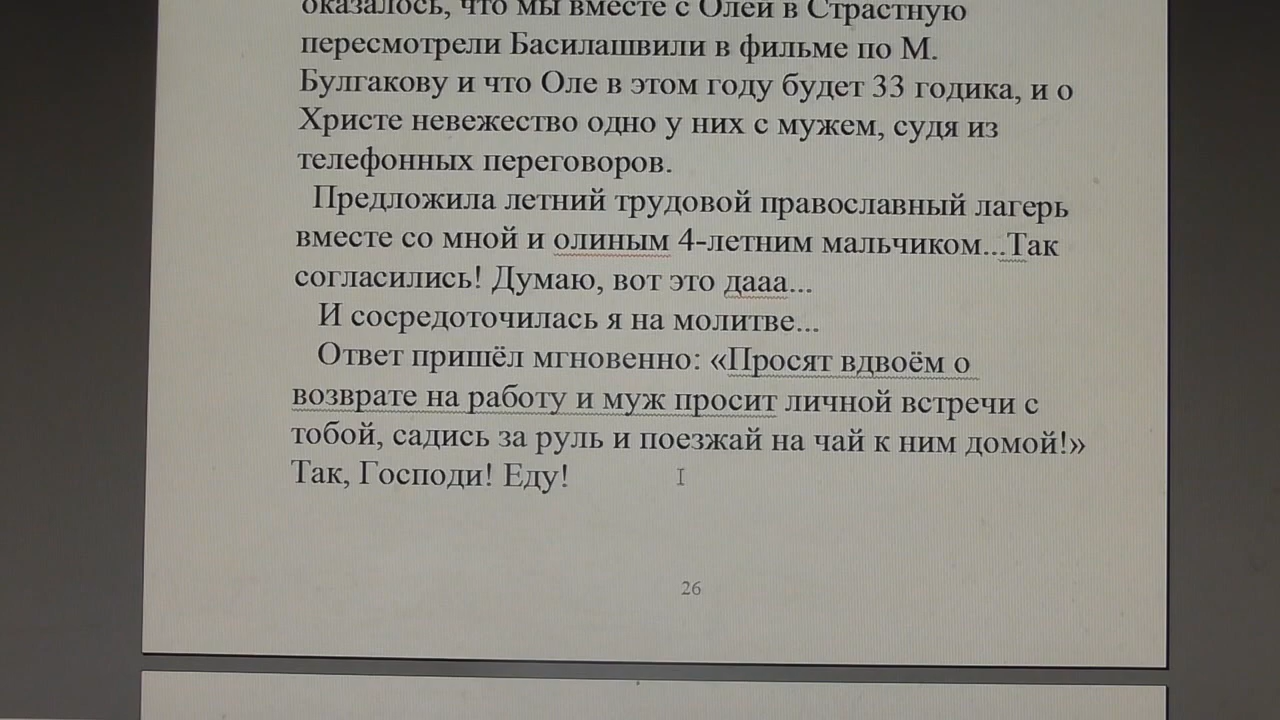 оказалось, что мы вместе с Олей в Страстную
пересмотрели Басилашвили в фильме по М.
Булгакову и что Оле в этом году будет 33 годика, и о
Христе невежество одно у них с мужем, судя из
телефонных переговоров.
Предложила летний трудовой православный лагерь
вместе со мной и олиным 4-летним мальчиком...Так
согласились! Думаю, вот это дааа...
И сосредоточилась я на молитве...
Ответ пришёл мгновенно: «Просят вдвоём о
возврате на работу и муж просит личной встречи с
тобой, садись за руль и поезжай на чай к ним домой!»
Так, Господи! Еду!
26